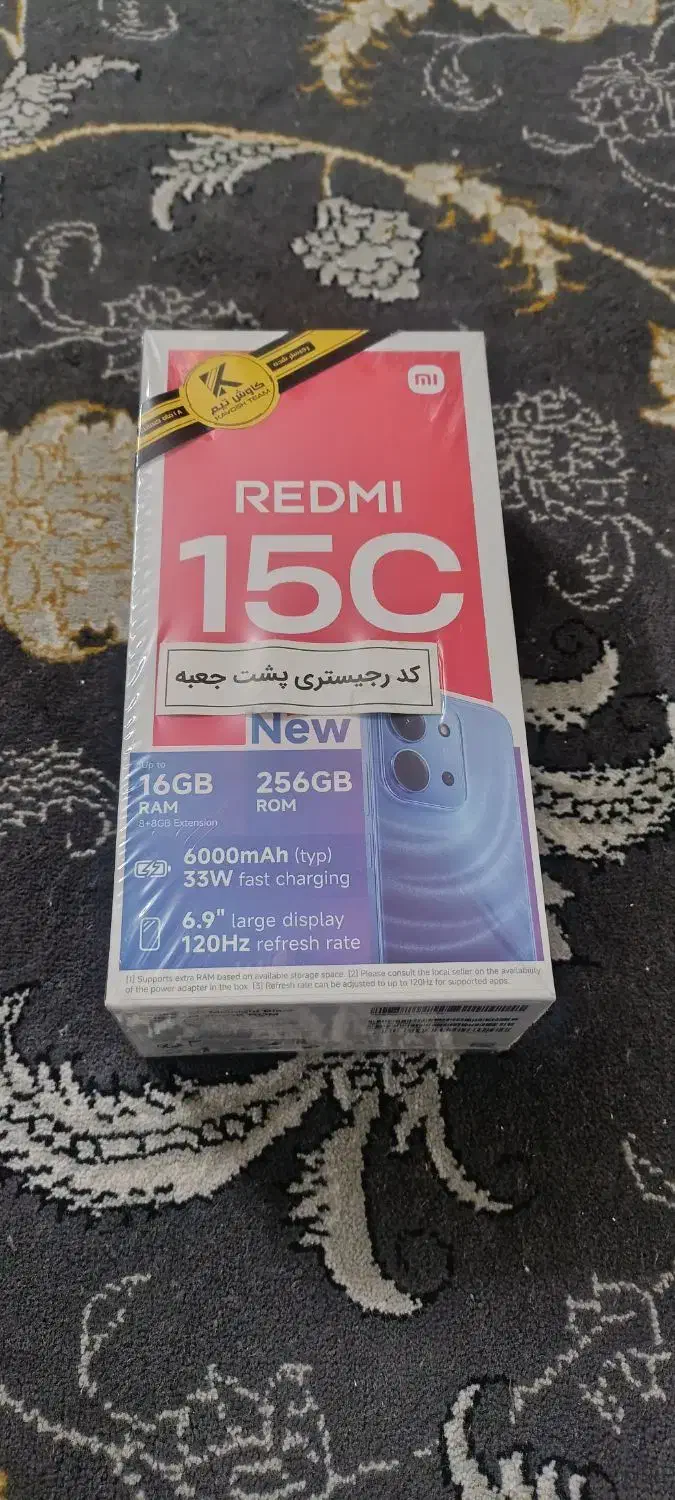 کاوش تیم
KAVOSH TEAM
mi
REDMI
15C
کد رجیستری پشت جعبه
New
Up to
16GB
RAM
8+8GB Extension
256GB
ROM
6000mAh (typ)
33W fast charging
6.9" large display
120Hz refresh rate
[1] Supports extra RAM based on available storage space. [2] Please consult the local seller on the availability
of the power adapter in the box. [3] Refresh rate can be adjusted to up to 120Hz for supported apps.